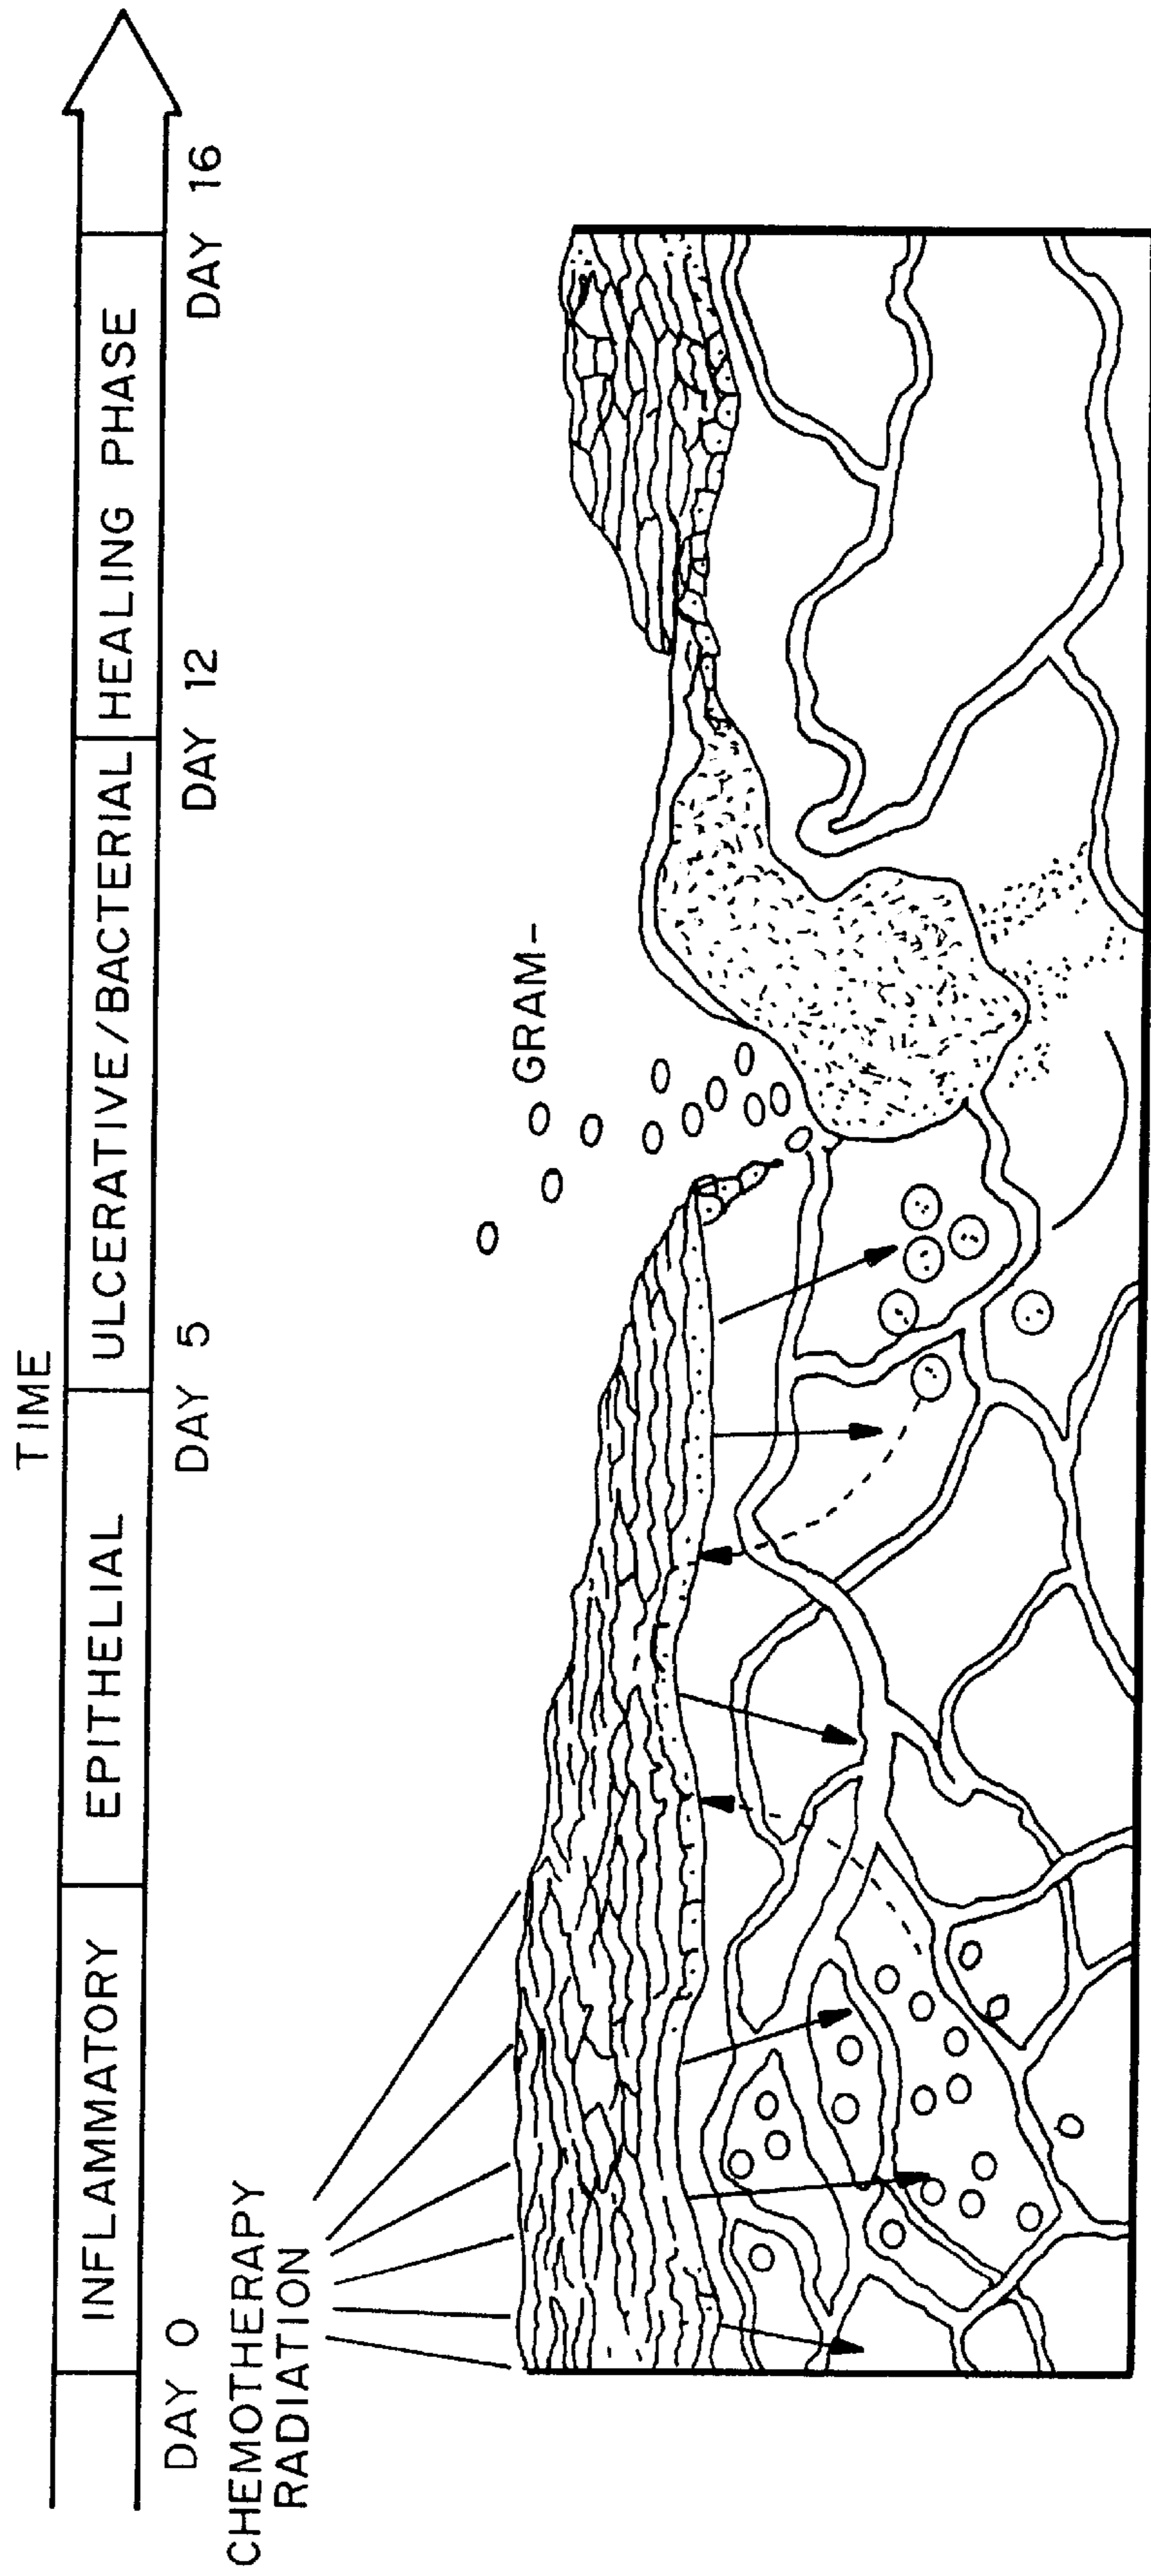 TIME
INFLAMMATORY
EPITHELIAL
ULCERATIVE/BACTERIAL
HEALING PHASE
DAY 0
DAY 5
DAY 12
DAY 16
CHEMOTHERAPY
RADIATION
GRAM-